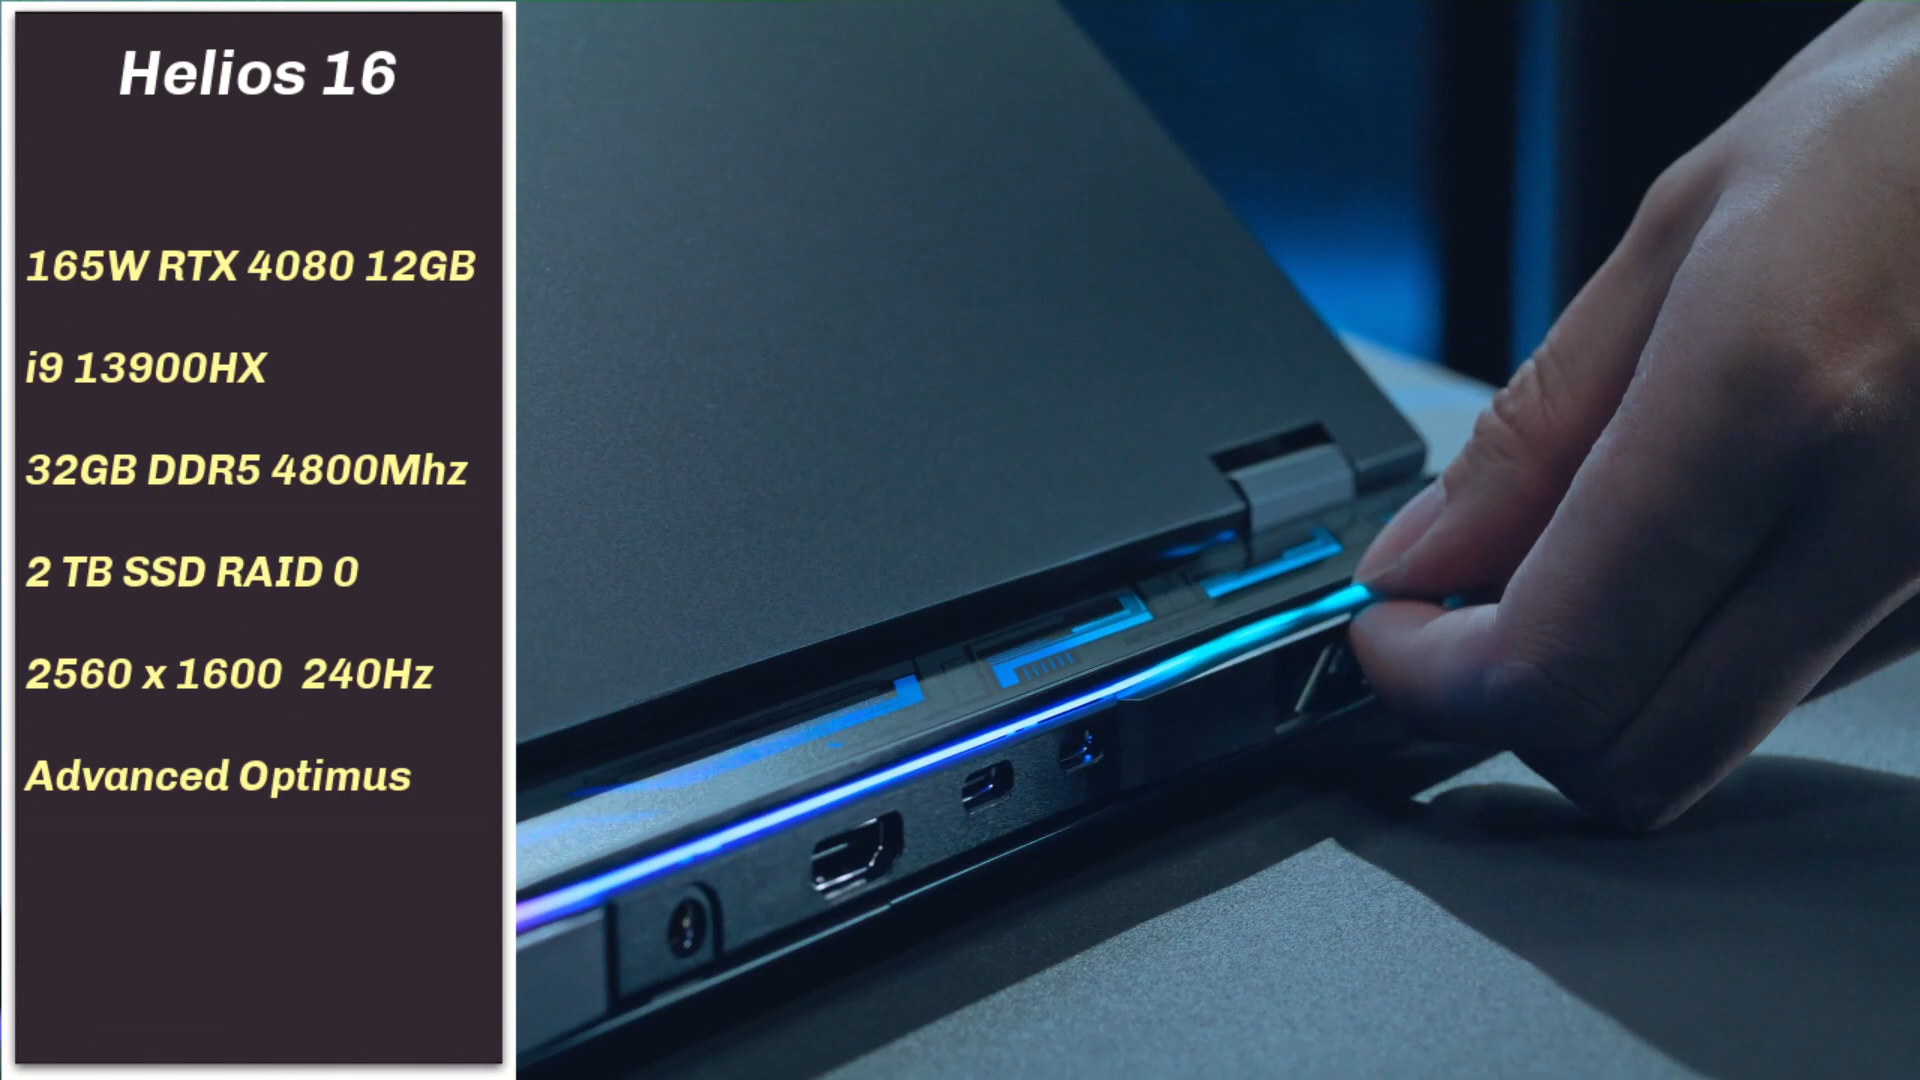 Helios 16
165W RTX 4080 12GB
i9 13900HX
32GB DDR5 4800Mhz
2 TB SSD RAID 0
2560 x 1600 240Hz
Advanced Optimus